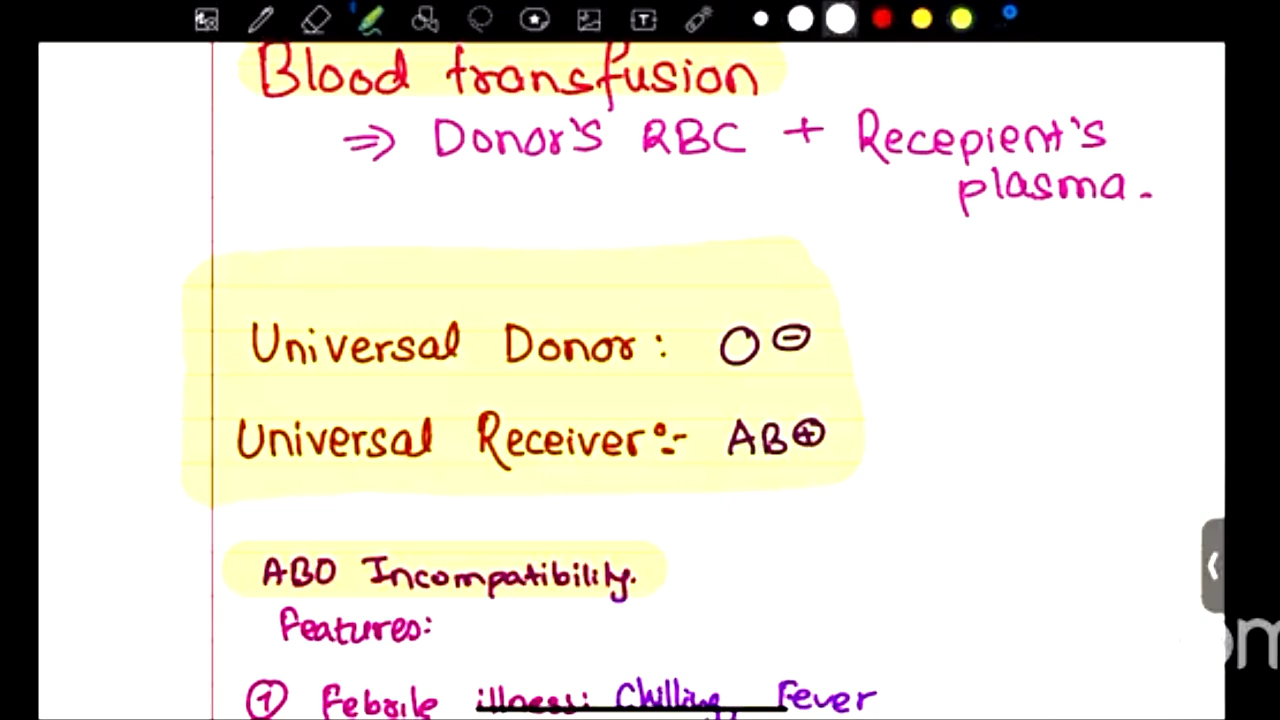 Blood transfusion
⇒ Donor's RBC + Recepient's
plasma.
Universal Donor: O⊖
Universal Receiver:- AB⊕
ABO Incompatibility.
Features:
① Febrile illness: Chilling, Fever
om